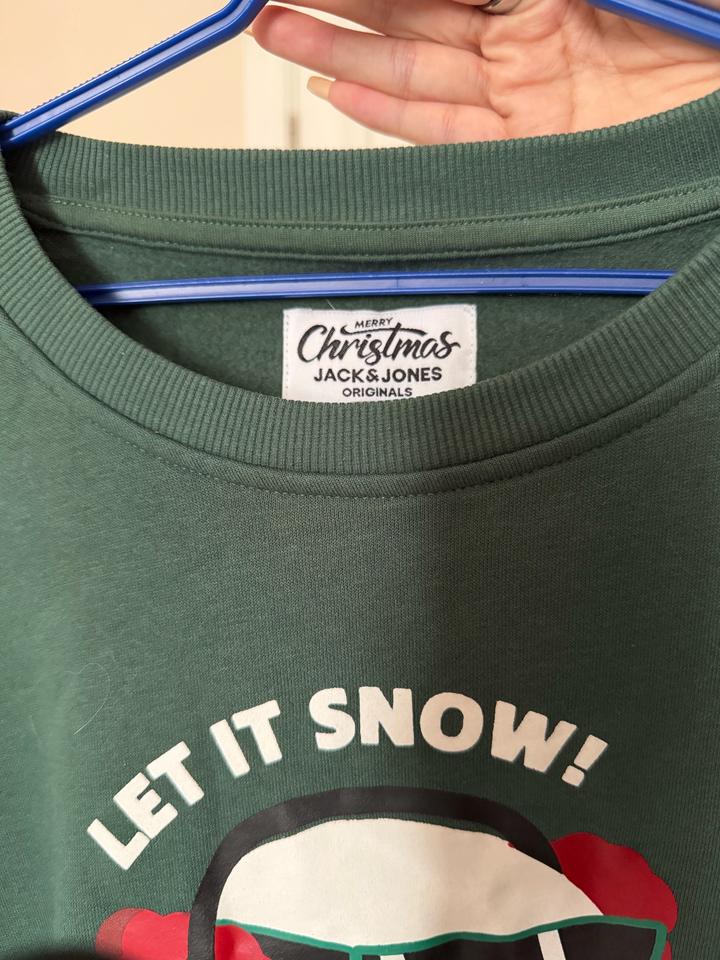 MERRY
Christmas
JACK&JONES
ORIGINALS
LET IT SNOW!